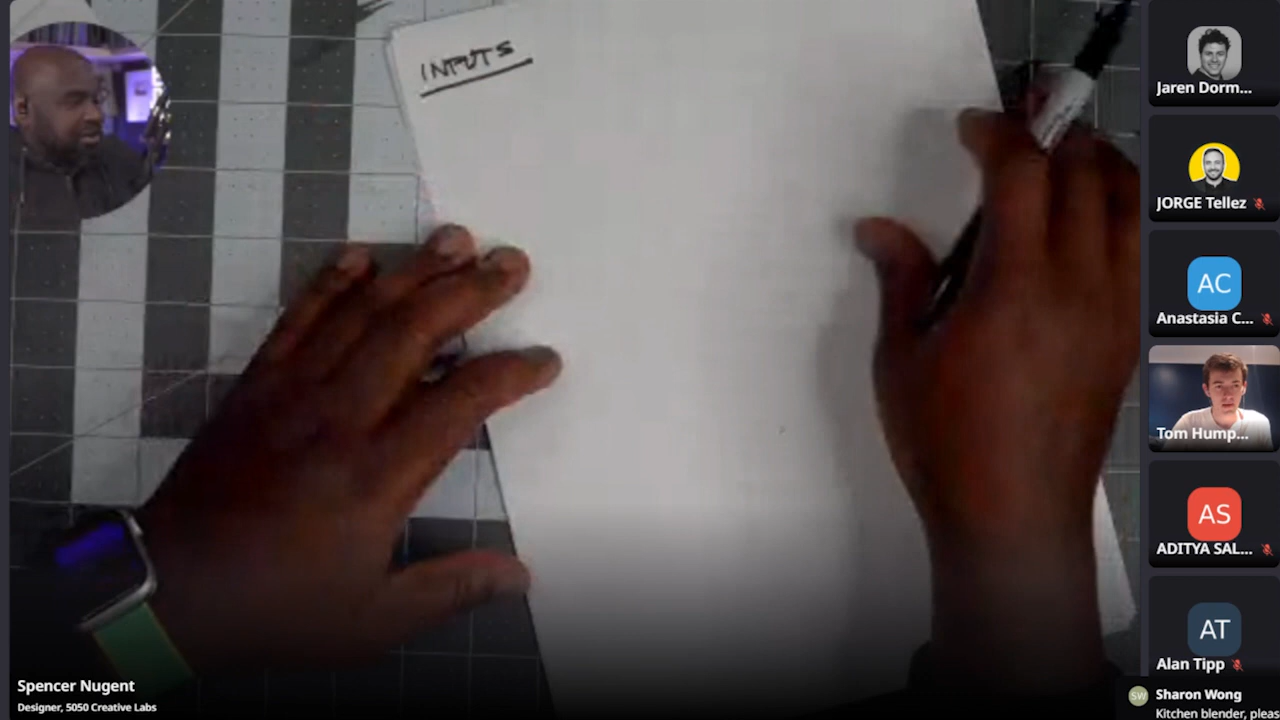 INPUTS
Jaren Dorm...
JORGE Tellez
AC
Anastasia C...
Tom Hump...
AS
ADITYA SAL...
AT
Alan Tipp
Spencer Nugent
Designer, 5050 Creative Labs
SW
Sharon Wong
Kitchen blender, pleas